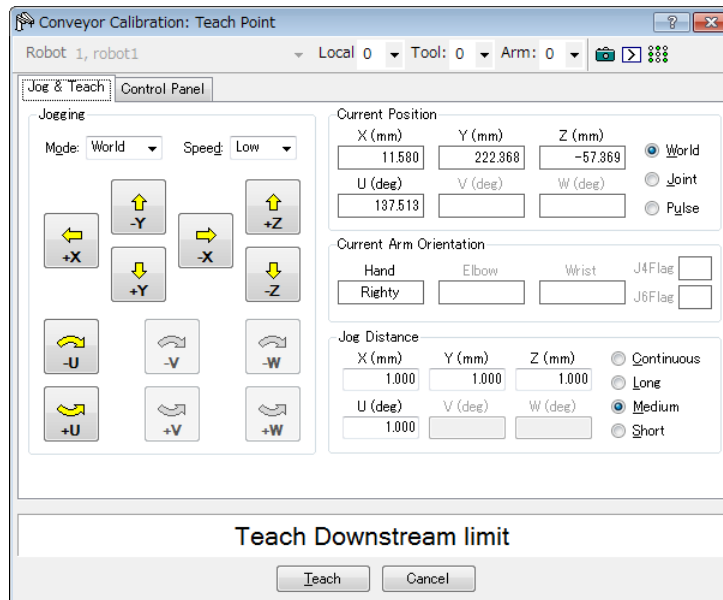 Conveyor Calibration: Teach Point
Robot 1, robot1 Local 0 Tool: 0 Arm: 0
Jog & Teach Control Panel
Jogging
Mode: World Speed: Low
-Y +Z
+X -X
+Y -Z
-U -V -W
+U +V +W
Current Position
X (mm) Y (mm) Z (mm)
11.580 222.368 -57.369
U (deg) V (deg) W (deg)
137.513
World
Joint
Pulse
Current Arm Orientation
Hand Elbow Wrist J4Flag
Righty J6Flag
Jog Distance
X (mm) Y (mm) Z (mm)
1.000 1.000 1.000
U (deg) V (deg) W (deg)
1.000
Continuous
Long
Medium
Short
Teach Downstream limit
Teach Cancel